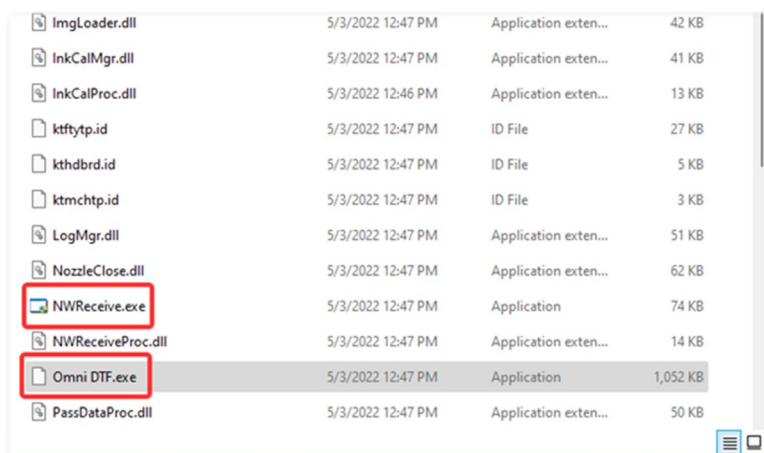 ImgLoader.dll 5/3/2022 12:47 PM Application exten... 42 KB
InkCalMgr.dll 5/3/2022 12:47 PM Application exten... 41 KB
InkCalProc.dll 5/3/2022 12:46 PM Application exten... 13 KB
ktftytp.id 5/3/2022 12:47 PM ID File 27 KB
kthdbrd.id 5/3/2022 12:47 PM ID File 5 KB
ktmchtp.id 5/3/2022 12:47 PM ID File 3 KB
LogMgr.dll 5/3/2022 12:47 PM Application exten... 51 KB
NozzleClose.dll 5/3/2022 12:47 PM Application exten... 62 KB
NWReceive.exe 5/3/2022 12:47 PM Application 74 KB
NWReceiveProc.dll 5/3/2022 12:47 PM Application exten... 14 KB
Omni DTF.exe 5/3/2022 12:47 PM Application 1,052 KB
PassDataProc.dll 5/3/2022 12:47 PM Application exten... 50 KB